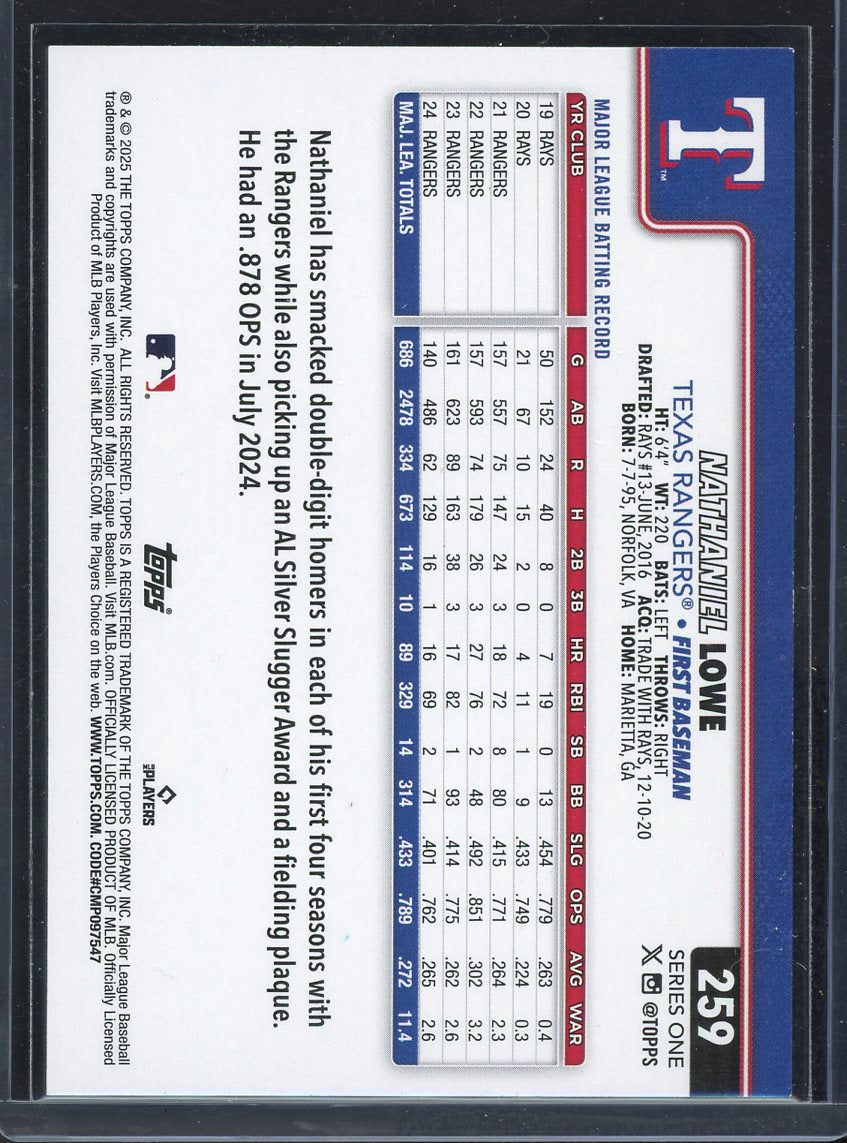 T™
259
SERIES ONE
@TOPPS
NATHANIEL LOWE
TEXAS RANGERS® • FIRST BASEMAN
HT: 6'4" WT: 220 BATS: LEFT THROWS: RIGHT
DRAFTED: RAYS #13-JUNE, 2016 ACQ: TRADE WITH RAYS, 12-10-20
BORN: 7-7-95, NORFOLK, VA HOME: MARIETTA, GA
MAJOR LEAGUE BATTING RECORD
YR CLUB G AB R H 2B 3B HR RBI SB BB SLG OPS AVG WAR
19 RAYS 50 152 24 40 8 0 7 19 0 13 .454 .779 .263 0.4
20 RAYS 21 67 10 15 2 0 4 11 1 9 .433 .749 .224 0.3
21 RANGERS 157 557 75 147 24 3 18 72 8 80 .415 .771 .264 2.3
22 RANGERS 157 593 74 179 26 3 27 76 2 48 .492 .851 .302 3.2
23 RANGERS 161 623 89 163 38 3 17 82 1 93 .414 .775 .262 2.6
24 RANGERS 140 486 62 129 16 1 16 69 2 71 .401 .762 .265 2.6
MAJ. LEA. TOTALS 686 2478 334 673 114 10 89 329 14 314 .433 .789 .272 11.4
Nathaniel has smacked double-digit homers in each of his first four seasons with
the Rangers while also picking up an AL Silver Slugger Award and a fielding plaque.
He had an .878 OPS in July 2024.
topps®
MLB PLAYERS
® & © 2025 THE TOPPS COMPANY, INC. ALL RIGHTS RESERVED. TOPPS IS A REGISTERED TRADEMARK OF THE TOPPS COMPANY, INC. Major League Baseball
trademarks and copyrights are used with permission of Major League Baseball. Visit MLB.com. OFFICIALLY LICENSED PRODUCT OF MLB. Officially Licensed
Product of MLB Players, Inc. Visit MLBPLAYERS.COM, the Players Choice on the web. WWW.TOPPS.COM. CODE#CMP097547